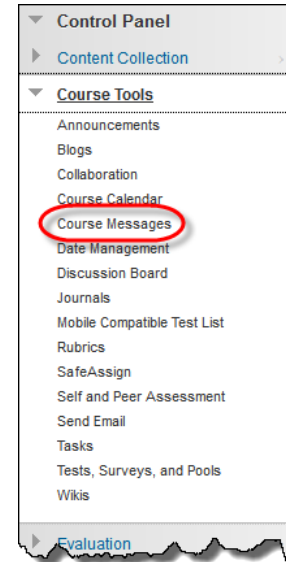 Control Panel
Content Collection
Course Tools
Announcements
Blogs
Collaboration
Course Calendar
Course Messages
Date Management
Discussion Board
Journals
Mobile Compatible Test List
Rubrics
SafeAssign
Self and Peer Assessment
Send Email
Tasks
Tests, Surveys, and Pools
Wikis
Evaluation